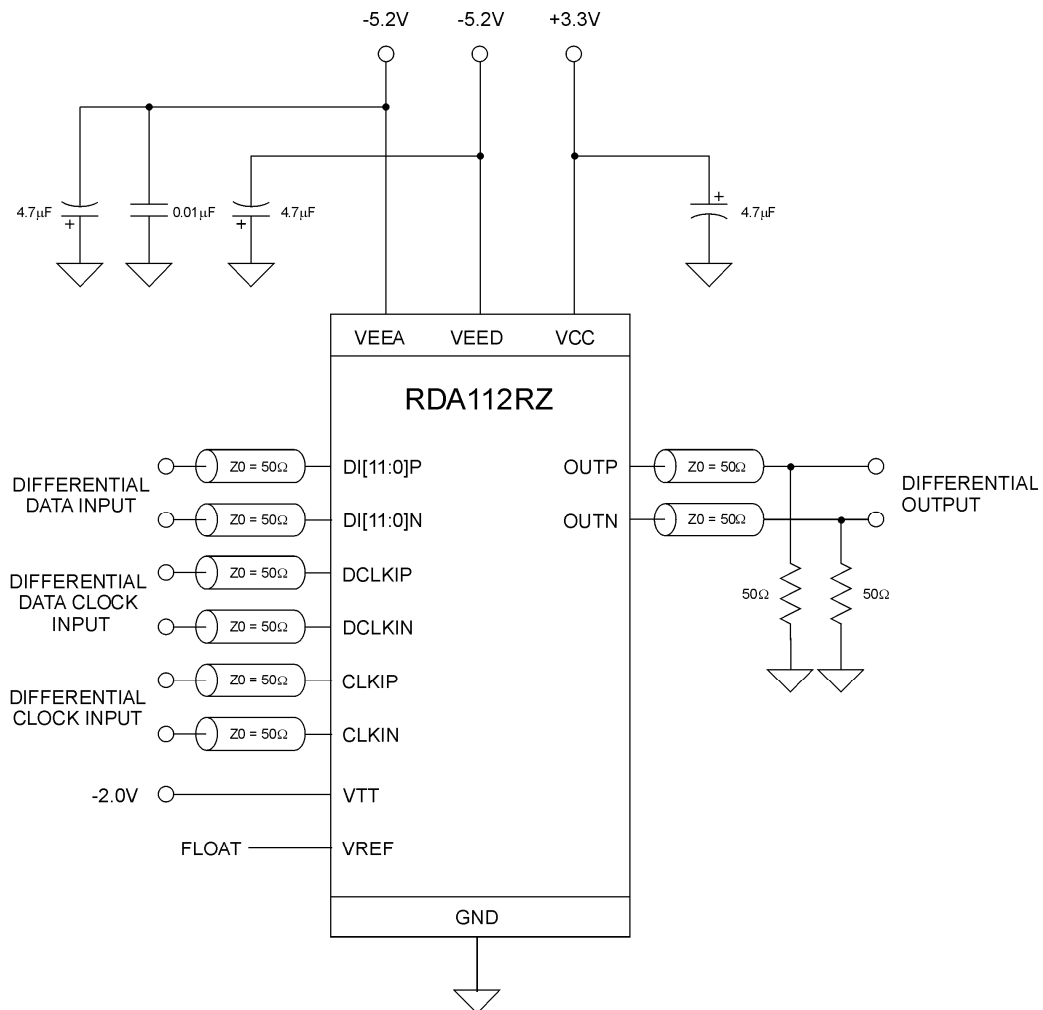 -5.2V -5.2V +3.3V
4.7μF + 0.01μF + 4.7μF + 4.7μF
VEEA VEED VCC
RDA112RZ
DIFFERENTIAL
DATA INPUT
Z0 = 50Ω DI[11:0]P
Z0 = 50Ω DI[11:0]N
DIFFERENTIAL
DATA CLOCK
INPUT
Z0 = 50Ω DCLKIP
Z0 = 50Ω DCLKIN
DIFFERENTIAL
CLOCK INPUT
Z0 = 50Ω CLKIP
Z0 = 50Ω CLKIN
-2.0V VTT
FLOAT VREF
OUTP Z0 = 50Ω
OUTN Z0 = 50Ω
DIFFERENTIAL
OUTPUT
50Ω 50Ω
GND